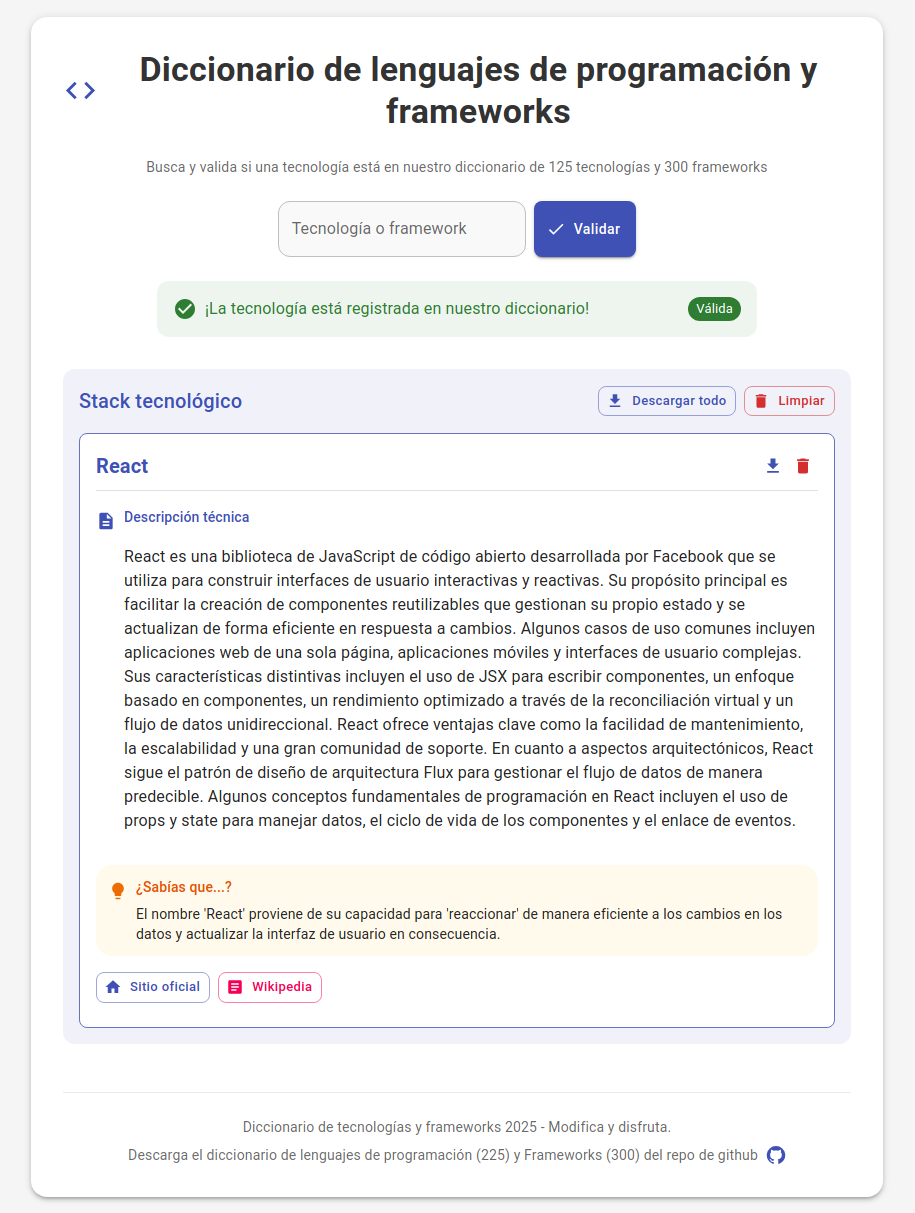 Diccionario de lenguajes de programación y
frameworks
Busca y valida si una tecnología está en nuestro diccionario de 125 tecnologías y 300 frameworks
Tecnología o framework
Validar
¡La tecnología está registrada en nuestro diccionario!
Válida
Stack tecnológico
Descargar todo
Limpiar
React
Descripción técnica
React es una biblioteca de JavaScript de código abierto desarrollada por Facebook que se
utiliza para construir interfaces de usuario interactivas y reactivas. Su propósito principal es
facilitar la creación de componentes reutilizables que gestionan su propio estado y se
actualizan de forma eficiente en respuesta a cambios. Algunos casos de uso comunes incluyen
aplicaciones web de una sola página, aplicaciones móviles y interfaces de usuario complejas.
Sus características distintivas incluyen el uso de JSX para escribir componentes, un enfoque
basado en componentes, un rendimiento optimizado a través de la reconciliación virtual y un
flujo de datos unidireccional. React ofrece ventajas clave como la facilidad de mantenimiento,
la escalabilidad y una gran comunidad de soporte. En cuanto a aspectos arquitectónicos, React
sigue el patrón de diseño de arquitectura Flux para gestionar el flujo de datos de manera
predecible. Algunos conceptos fundamentales de programación en React incluyen el uso de
props y state para manejar datos, el ciclo de vida de los componentes y el enlace de eventos.
¿Sabías que...?
El nombre 'React' proviene de su capacidad para 'reaccionar' de manera eficiente a los cambios en los
datos y actualizar la interfaz de usuario en consecuencia.
Sitio oficial
Wikipedia
Diccionario de tecnologías y frameworks 2025 - Modifica y disfruta.
Descarga el diccionario de lenguajes de programación (225) y Frameworks (300) del repo de github